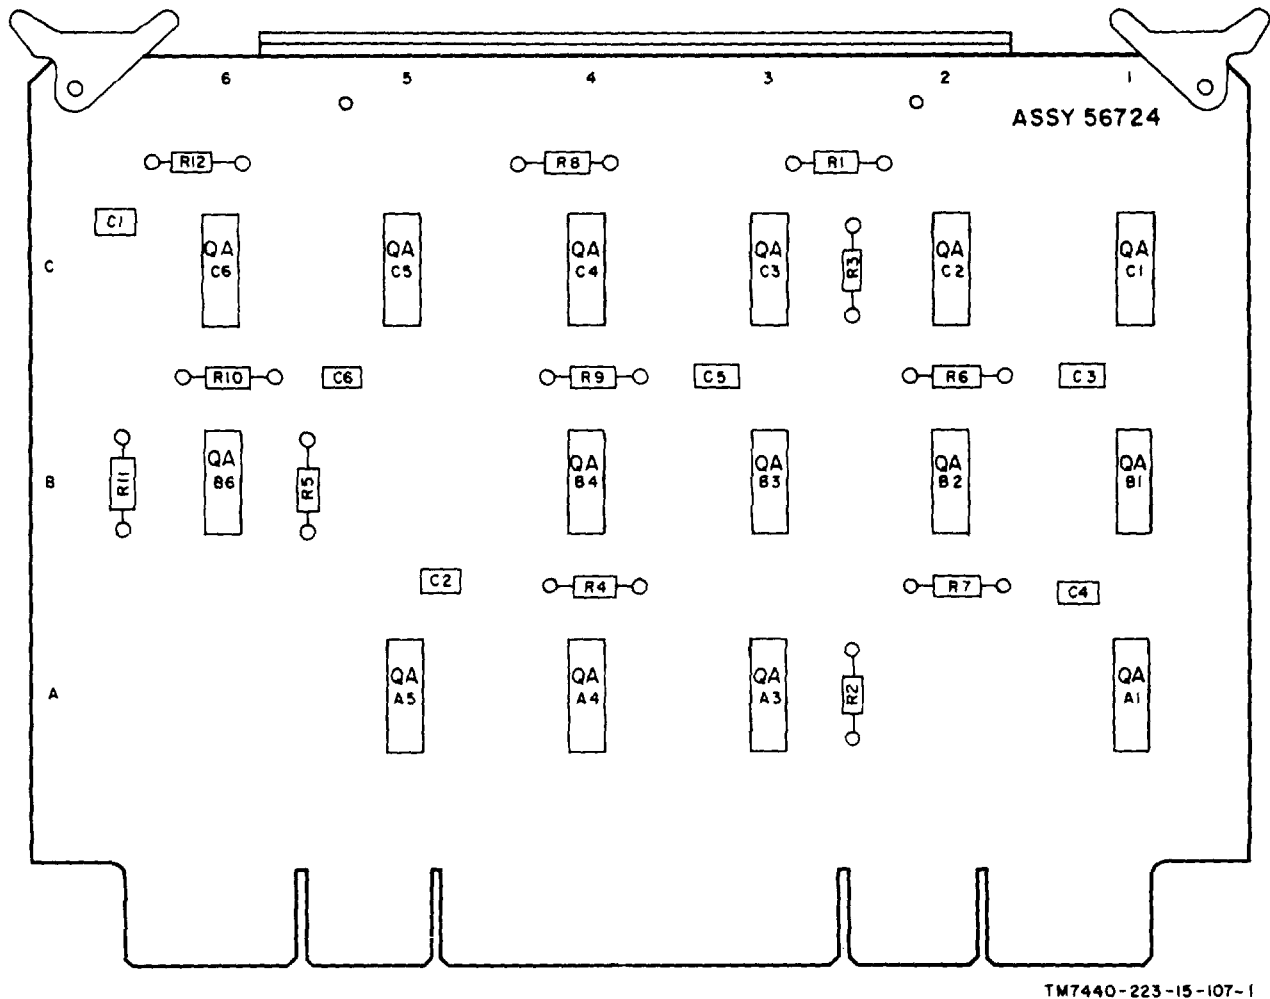 6 5 4 3 2 1
ASSY 56724
R12 R8 R1
C1
C
QA C6
QA C5
QA C4
QA C3
R3
QA C2
QA C1
R10 C6 R9 C5 R6 C3
B
R11
QA B6
R5
QA B4
QA B3
QA B2
QA B1
C2 R4 R7 C4
A
QA A5
QA A4
QA A3
R2
QA A1
TM7440-223-15-107-1